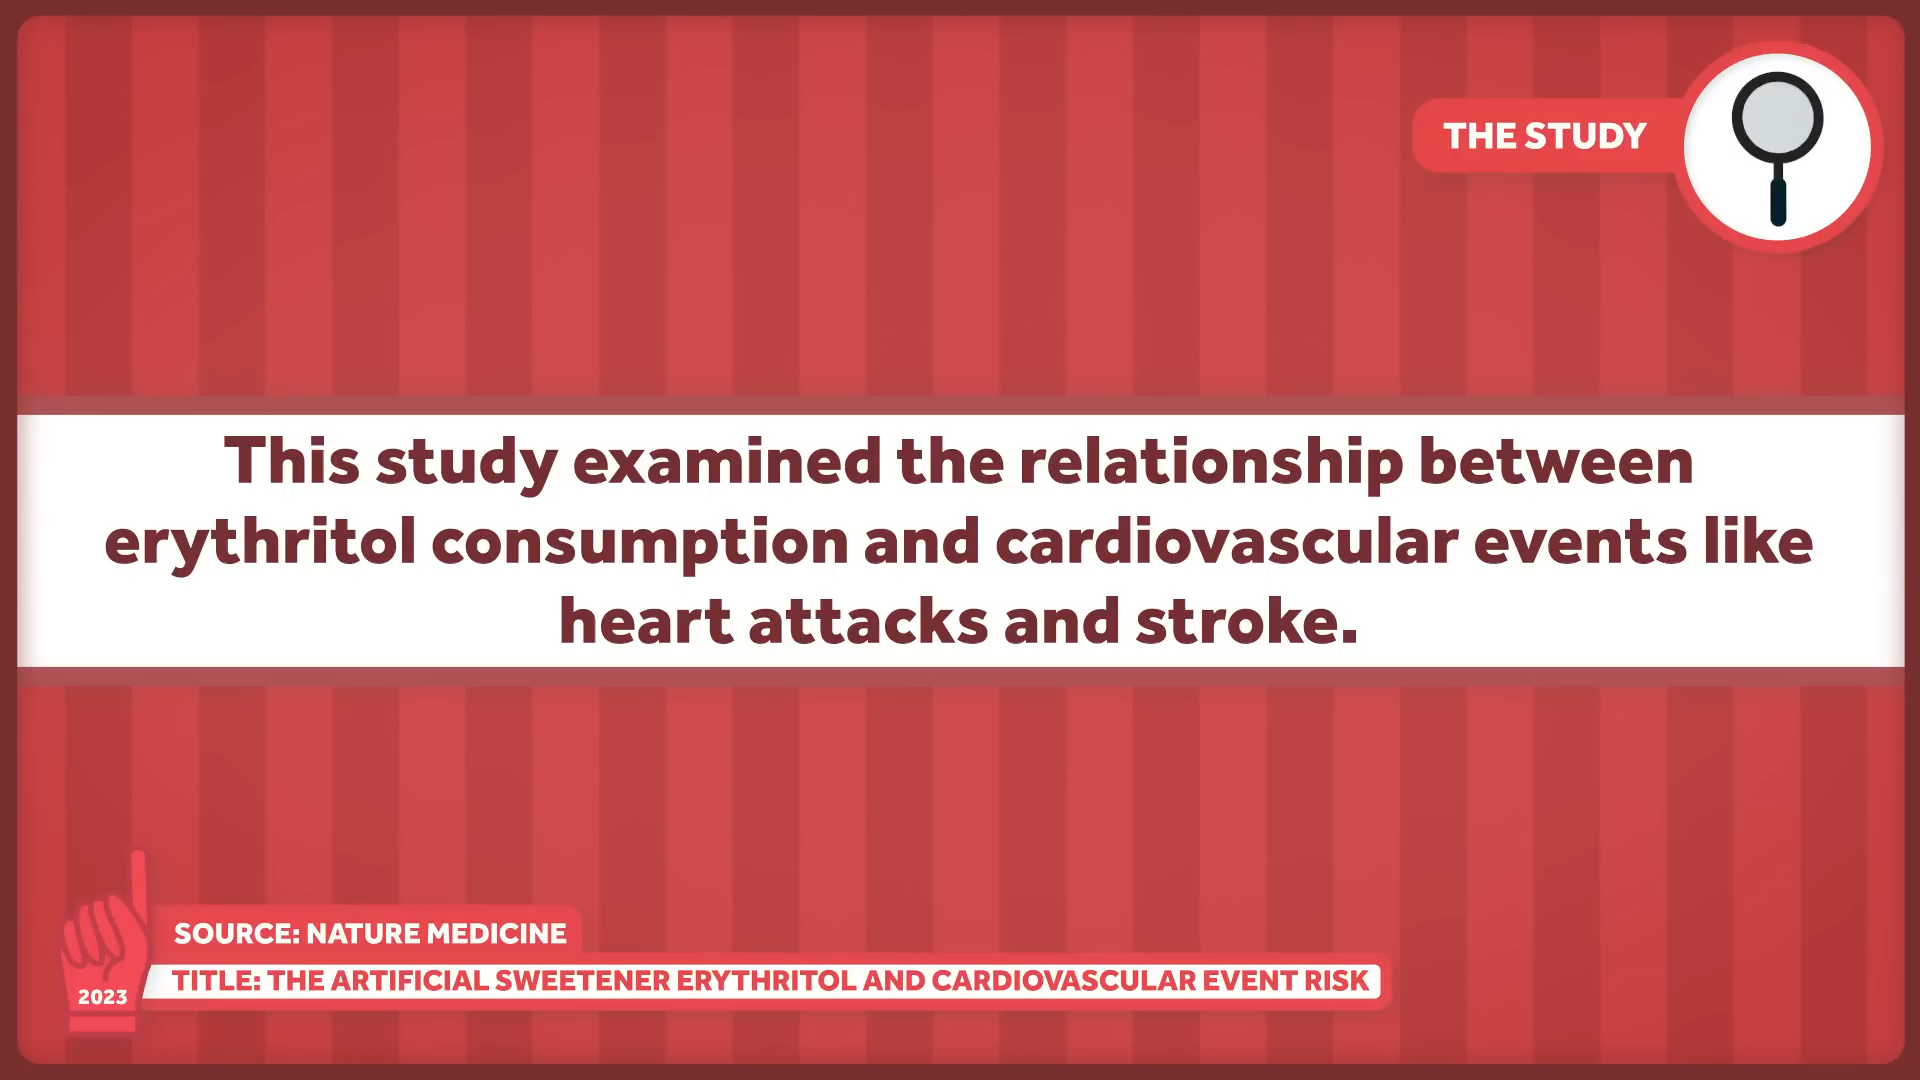 THE STUDY
This study examined the relationship between
erythritol consumption and cardiovascular events like
heart attacks and stroke.
SOURCE: NATURE MEDICINE
TITLE: THE ARTIFICIAL SWEETENER ERYTHRITOL AND CARDIOVASCULAR EVENT RISK
2023